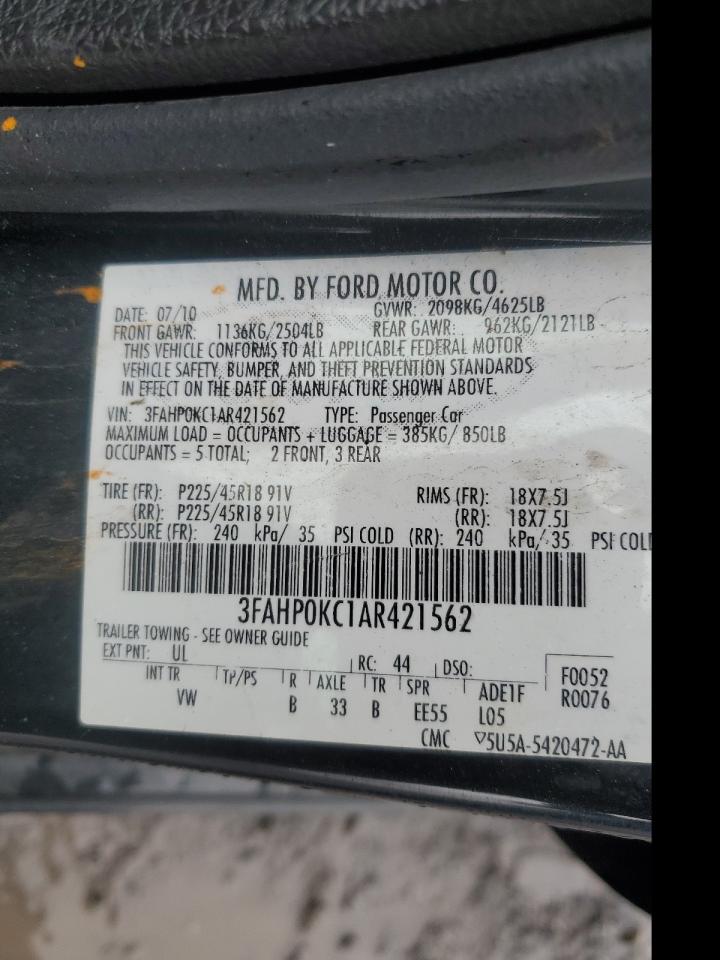 MFD. BY FORD MOTOR CO.
DATE: 07/10 GVWR: 2098KG/4625LB
FRONT GAWR: 1136KG/2504LB REAR GAWR: 962KG/2121LB
THIS VEHICLE CONFORMS TO ALL APPLICABLE FEDERAL MOTOR
VEHICLE SAFETY, BUMPER, AND THEFT PREVENTION STANDARDS
IN EFFECT ON THE DATE OF MANUFACTURE SHOWN ABOVE.
VIN: 3FAHP0KC1AR421562 TYPE: Passenger Car
MAXIMUM LOAD = OCCUPANTS + LUGGAGE = 385KG/ 850LB
OCCUPANTS = 5 TOTAL; 2 FRONT, 3 REAR
TIRE (FR): P225/45R18 91V RIMS (FR): 18X7.5J
(RR): P225/45R18 91V (RR): 18X7.5J
PRESSURE (FR): 240 kPa/ 35 PSI COLD (RR): 240 kPa/ 35 PSI COLD
3FAHP0KC1AR421562
TRAILER TOWING - SEE OWNER GUIDE
EXT PNT: UL RC: 44 DSO: F0052
INT TR TP/PS R AXLE TR SPR ADE1F R0076
VW B 33 B EE55 L05
CMC ▽5U5A-5420472-AA